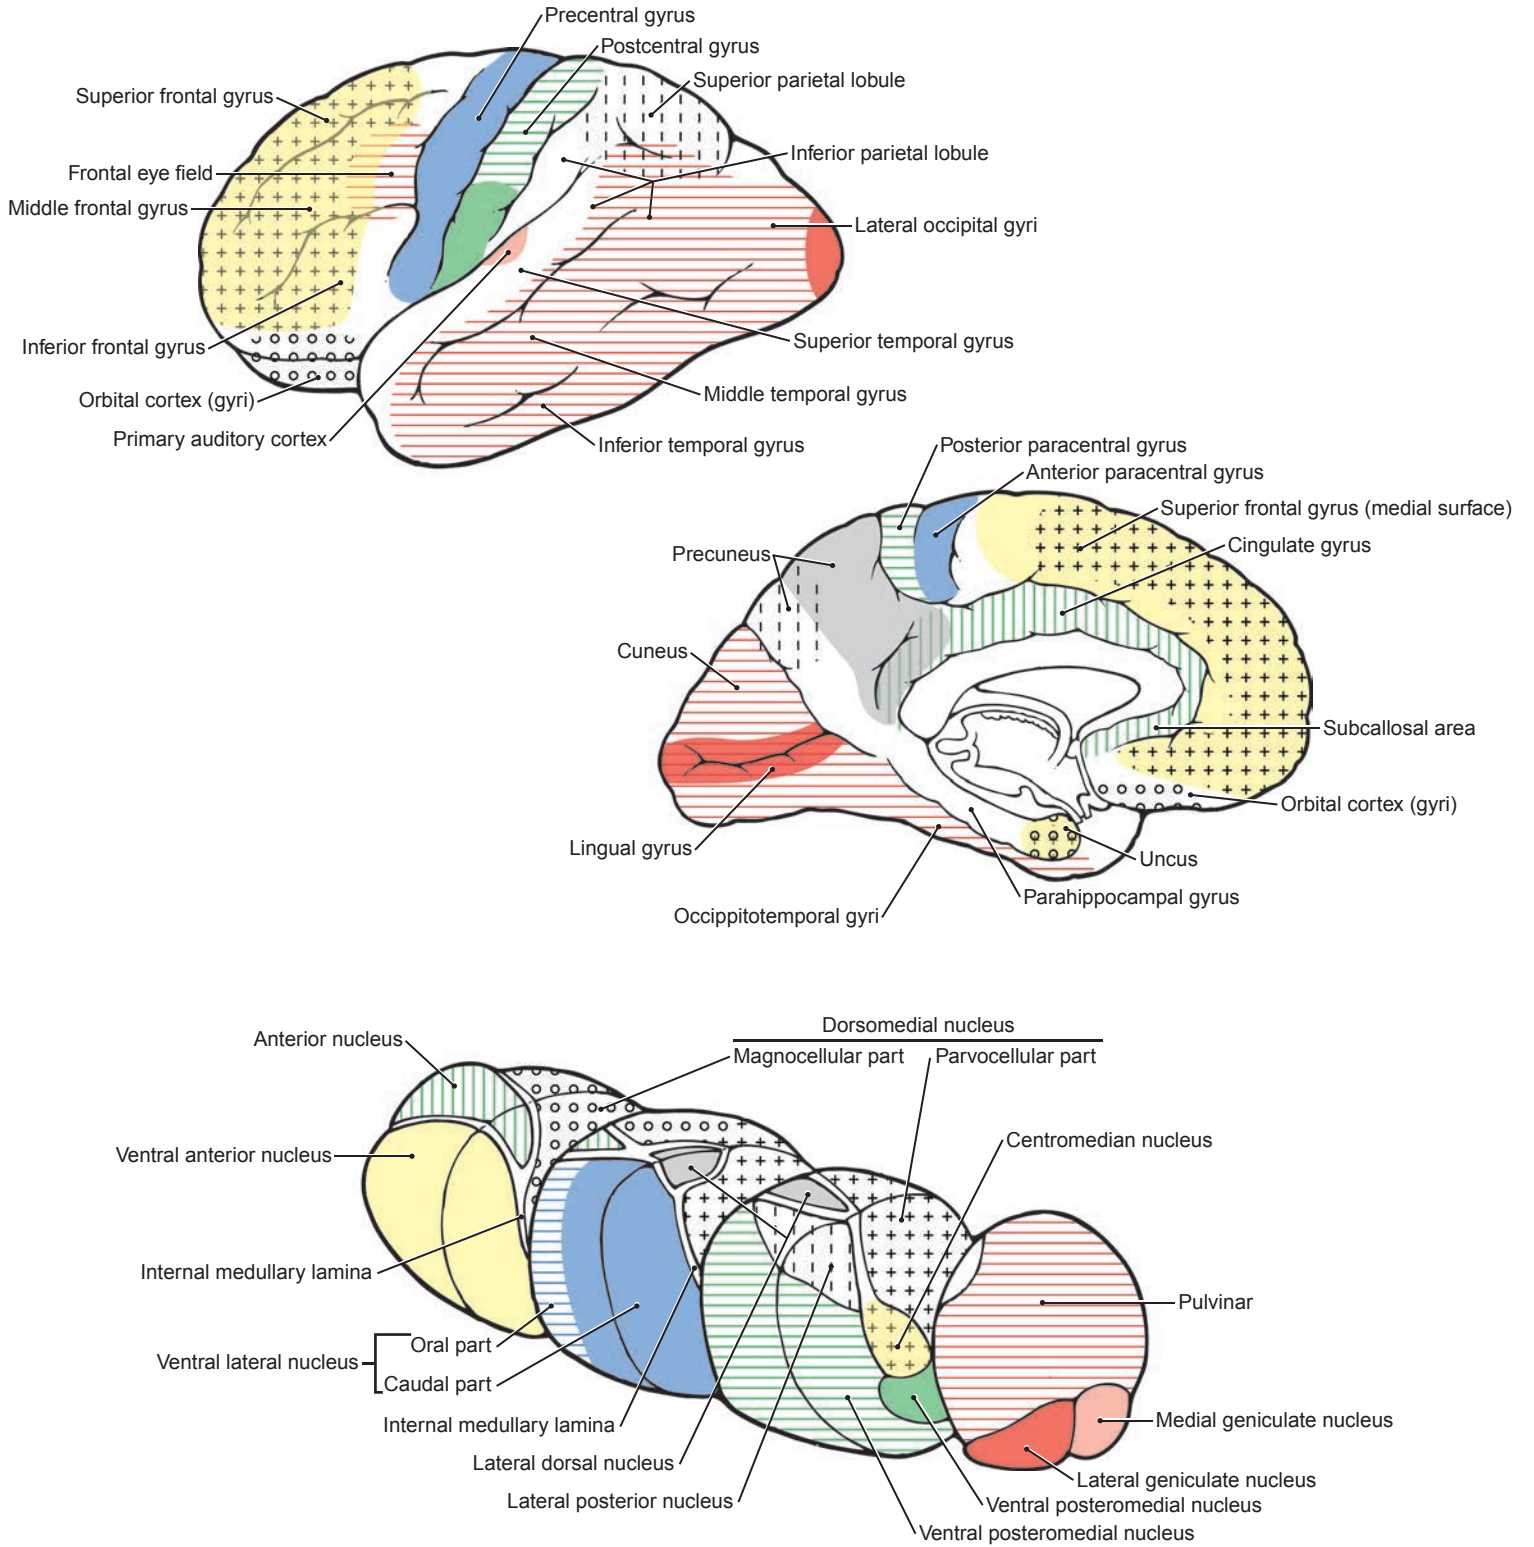 Precentral gyrus
Postcentral gyrus
Superior parietal lobule
Superior frontal gyrus
Inferior parietal lobule
Frontal eye field
Middle frontal gyrus
Lateral occipital gyri
Inferior frontal gyrus
Superior temporal gyrus
Orbital cortex (gyri)
Middle temporal gyrus
Primary auditory cortex
Inferior temporal gyrus
Posterior paracentral gyrus
Anterior paracentral gyrus
Superior frontal gyrus (medial surface)
Cingulate gyrus
Precuneus
Cuneus
Subcallosal area
Orbital cortex (gyri)
Lingual gyrus
Uncus
Parahippocampal gyrus
Occippitotemporal gyri
Dorsomedial nucleus
Anterior nucleus
Magnocellular part
Parvocellular part
Centromedian nucleus
Ventral anterior nucleus
Internal medullary lamina
Pulvinar
Oral part
Ventral lateral nucleus
Caudal part
Internal medullary lamina
Medial geniculate nucleus
Lateral dorsal nucleus
Lateral geniculate nucleus
Lateral posterior nucleus
Ventral posteromedial nucleus
Ventral posteromedial nucleus